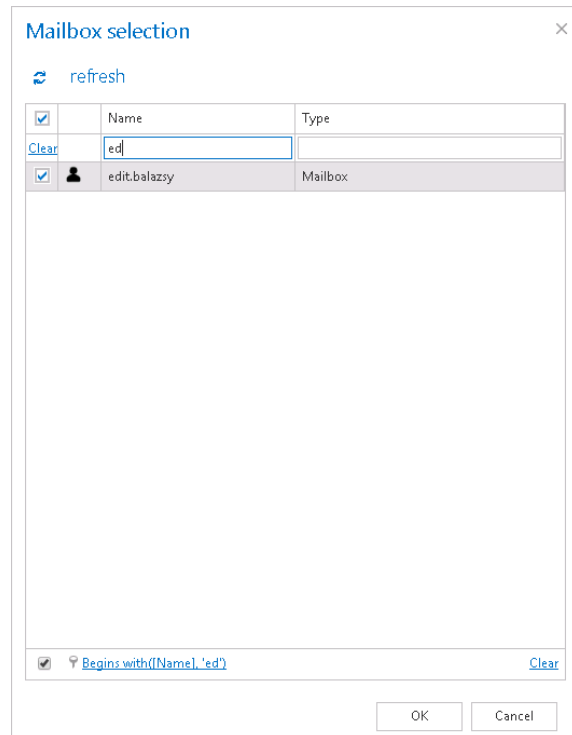 Mailbox selection
refresh
Name Type
Clear ed
edit.balazsy Mailbox
Begins with([Name], 'ed') Clear
OK Cancel